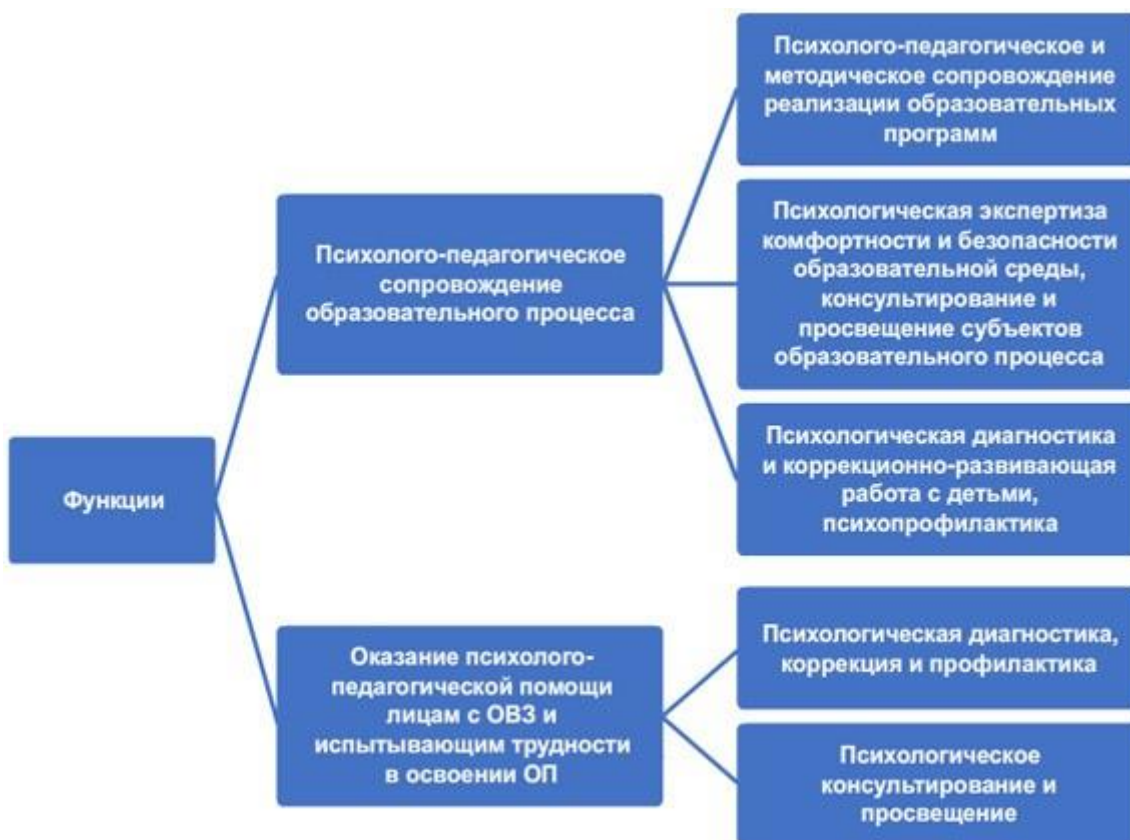 Функции
Психолого-педагогическое
сопровождение
образовательного процесса
Психолого-педагогическое и
методическое сопровождение
реализации образовательных
программ
Психологическая экспертиза
комфортности и безопасности
образовательной среды,
консультирование и
просвещение субъектов
образовательного процесса
Психологическая диагностика
и коррекционно-развивающая
работа с детьми,
психопрофилактика
Оказание психолого-
педагогической помощи
лицам с ОВЗ и
испытывающим трудности
в освоении ОП
Психологическая диагностика,
коррекция и профилактика
Психологическое
консультирование и
просвещение